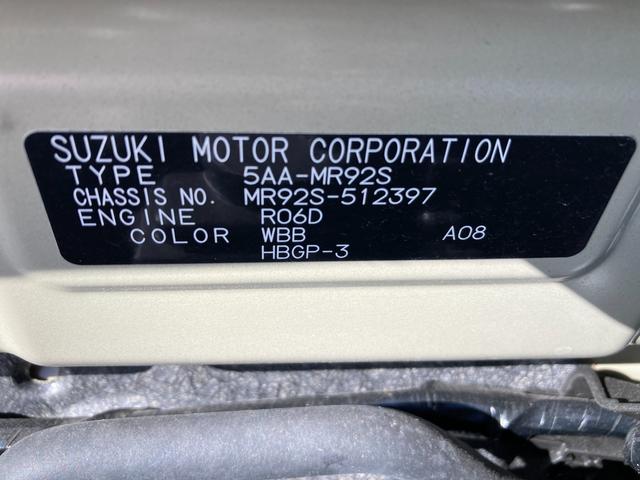 SUZUKI MOTOR CORPORATION
TYPE 5AA-MR92S
CHASSIS NO. MR92S-512397
ENGINE R06D
COLOR WBB A08
HBGP-3